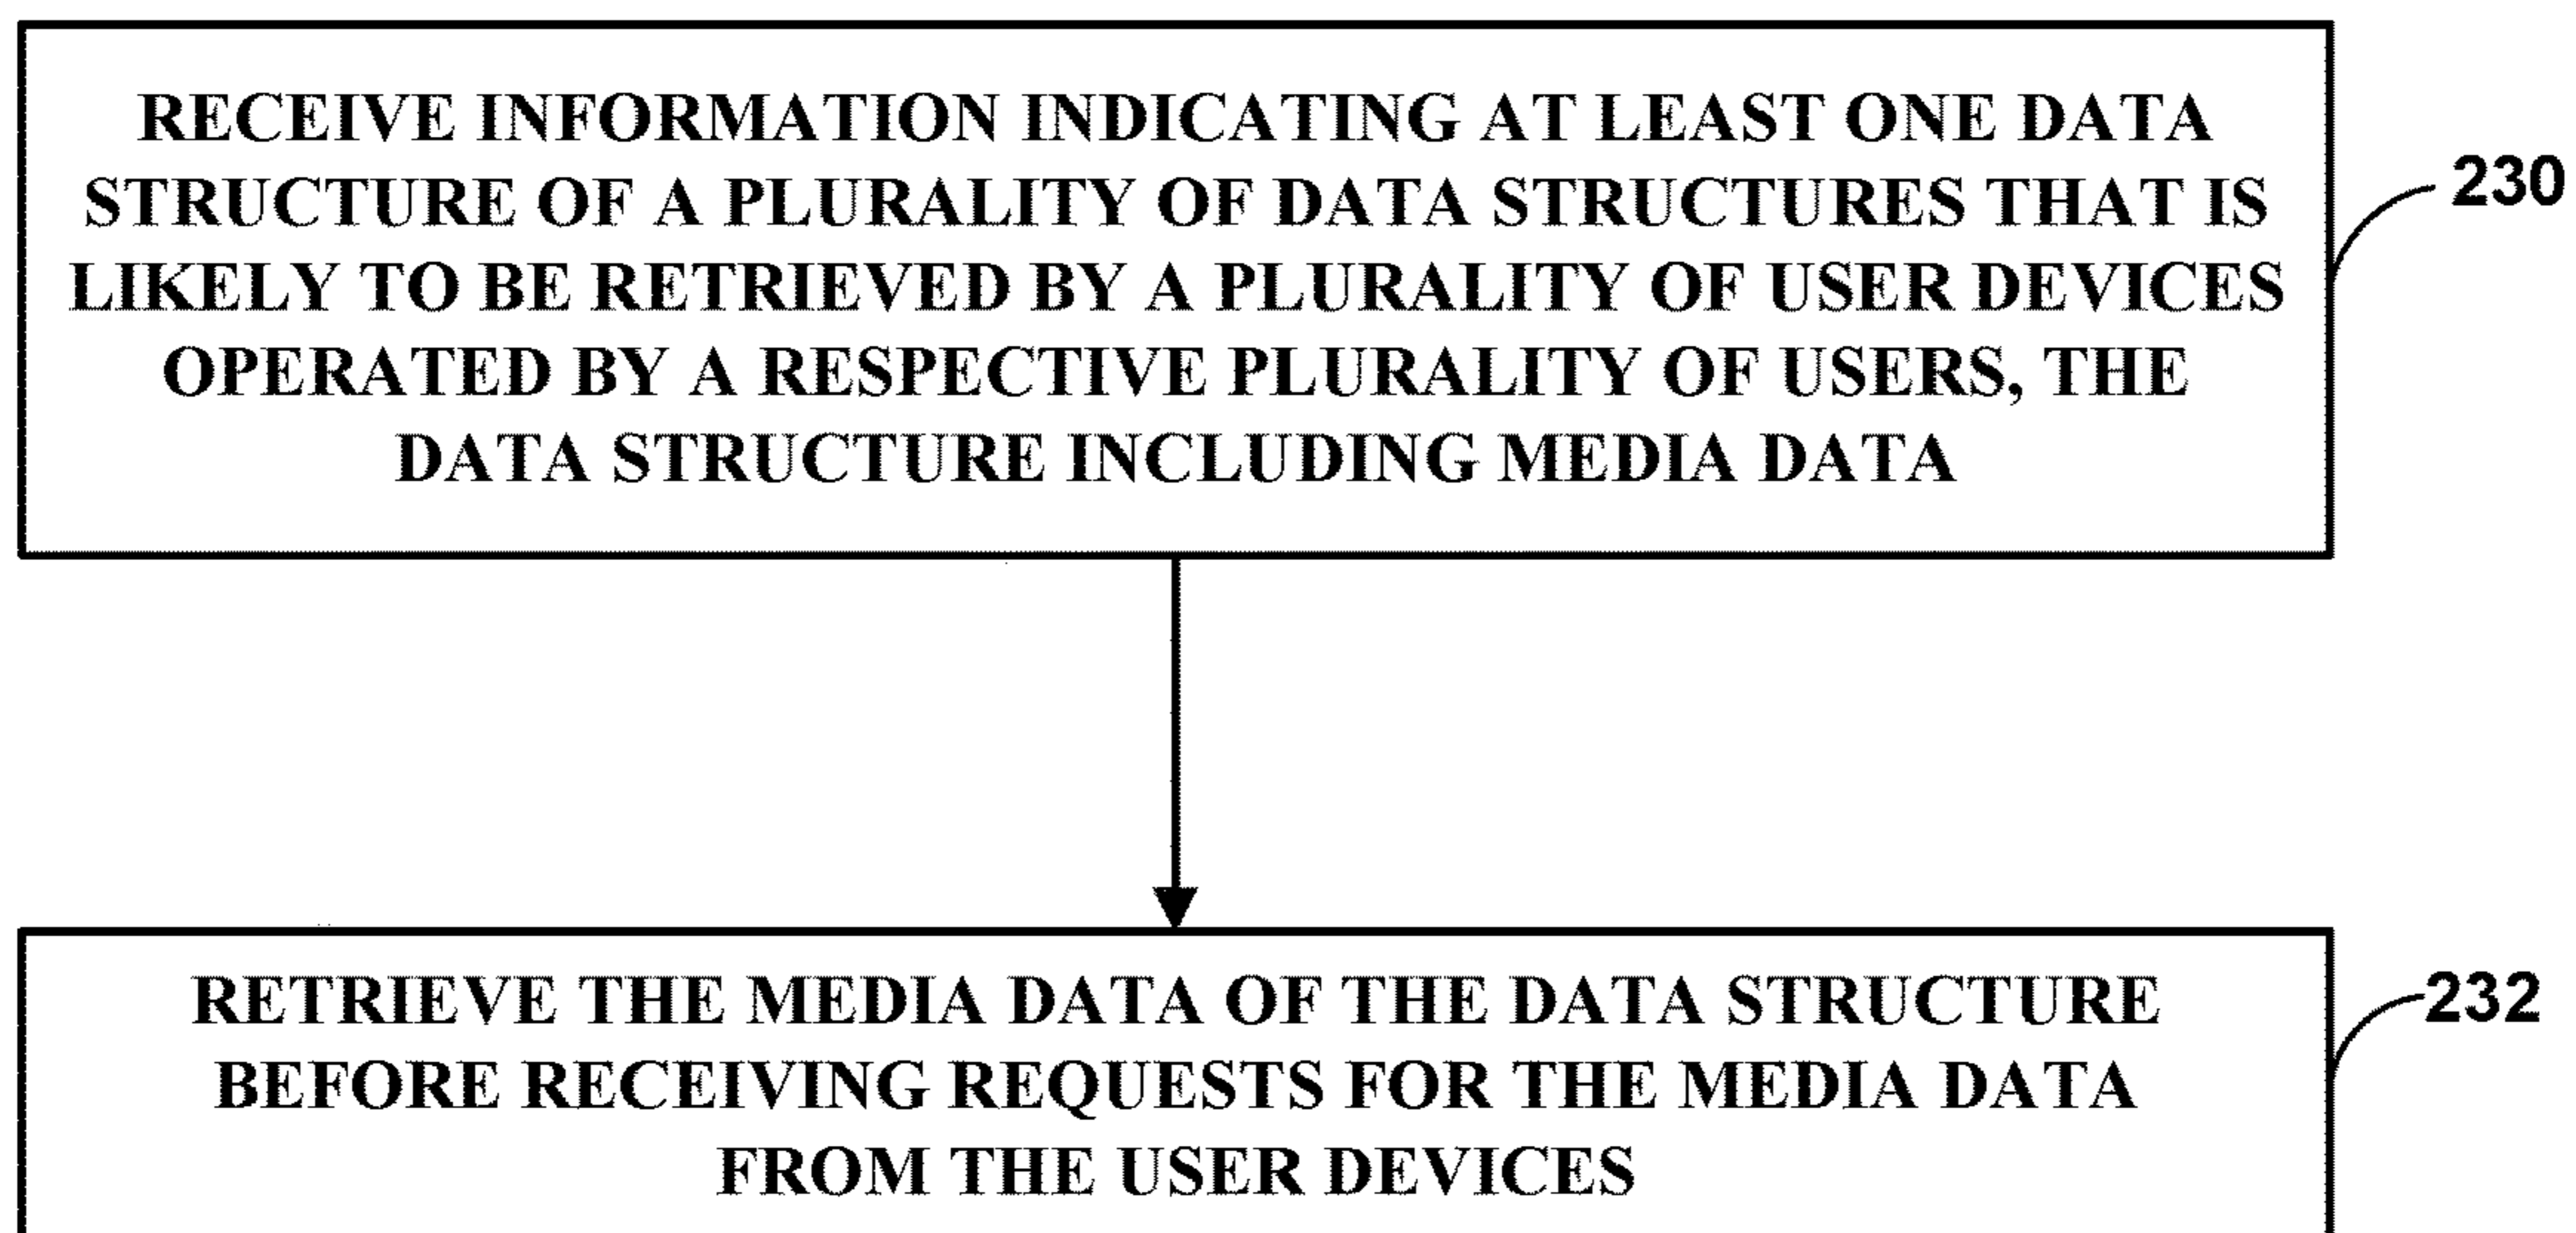 RECEIVE INFORMATION INDICATING AT LEAST ONE DATA
STRUCTURE OF A PLURALITY OF DATA STRUCTURES THAT IS
LIKELY TO BE RETRIEVED BY A PLURALITY OF USER DEVICES
OPERATED BY A RESPECTIVE PLURALITY OF USERS, THE
DATA STRUCTURE INCLUDING MEDIA DATA
230
RETRIEVE THE MEDIA DATA OF THE DATA STRUCTURE
BEFORE RECEIVING REQUESTS FOR THE MEDIA DATA
FROM THE USER DEVICES
232